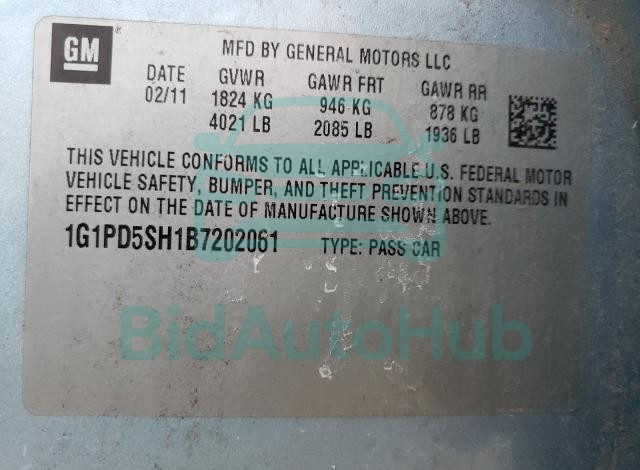 GM
MFD BY GENERAL MOTORS LLC
DATE GVWR GAWR FRT GAWR RR
02/11 1824 KG 946 KG 878 KG
4021 LB 2085 LB 1936 LB
THIS VEHICLE CONFORMS TO ALL APPLICABLE U.S. FEDERAL MOTOR
VEHICLE SAFETY, BUMPER, AND THEFT PREVENTION STANDARDS IN
EFFECT ON THE DATE OF MANUFACTURE SHOWN ABOVE.
1G1PD5SH1B7202061 TYPE: PASS CAR
BidAutoHub